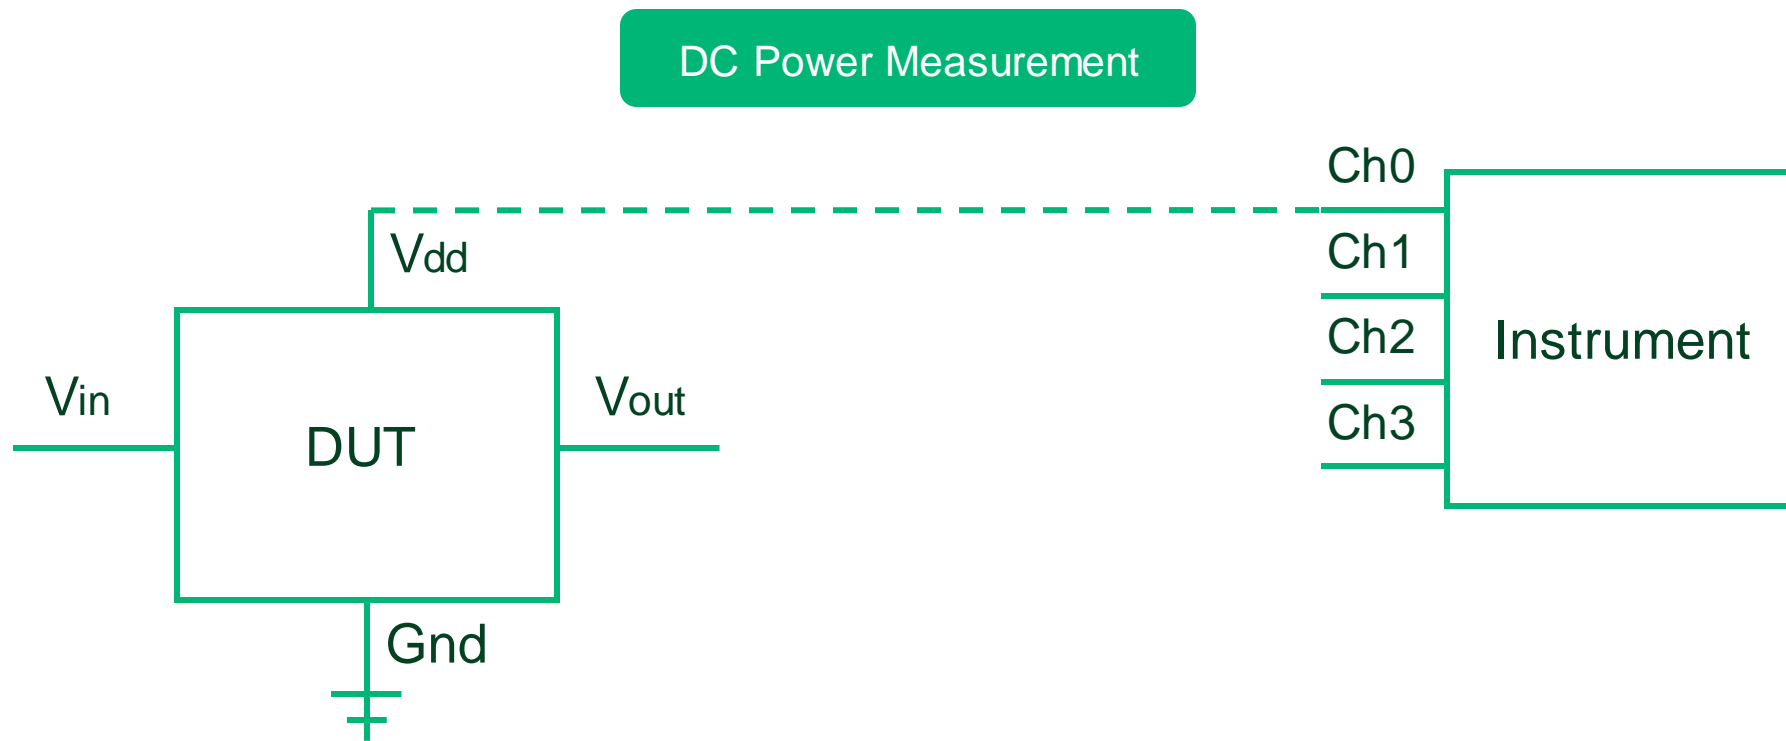 DC Power Measurement
Ch0
Vdd
Ch1
Ch2
Instrument
Vin
Vout
Ch3
DUT
Gnd